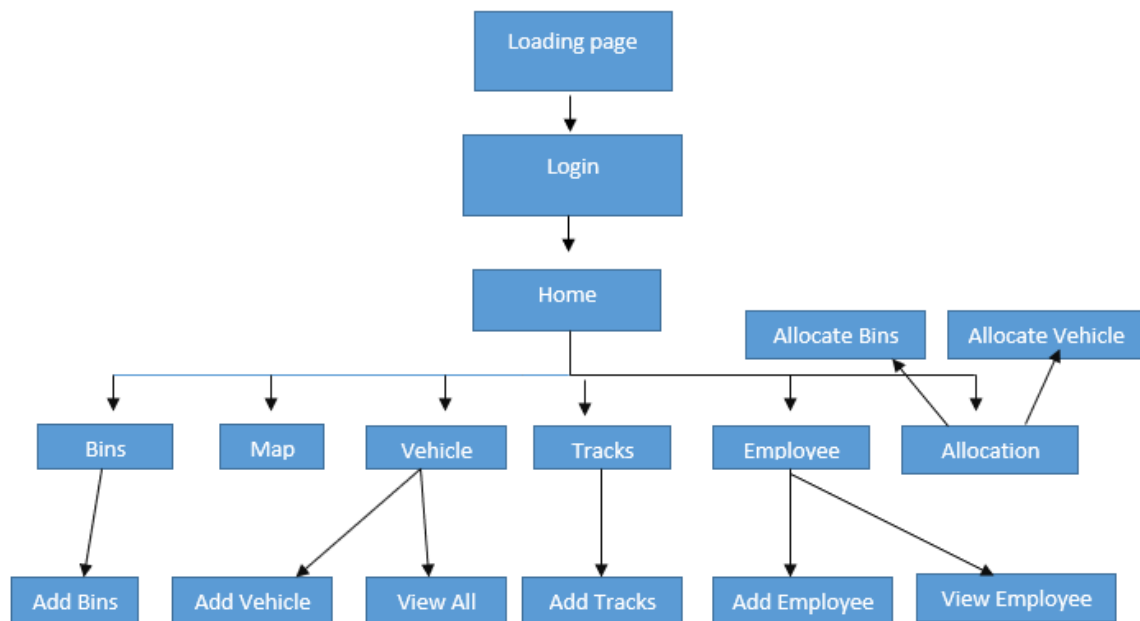 Loading page
Login
Home
Allocate Bins
Allocate Vehicle
Bins
Map
Vehicle
Tracks
Employee
Allocation
Add Bins
Add Vehicle
View All
Add Tracks
Add Employee
View Employee